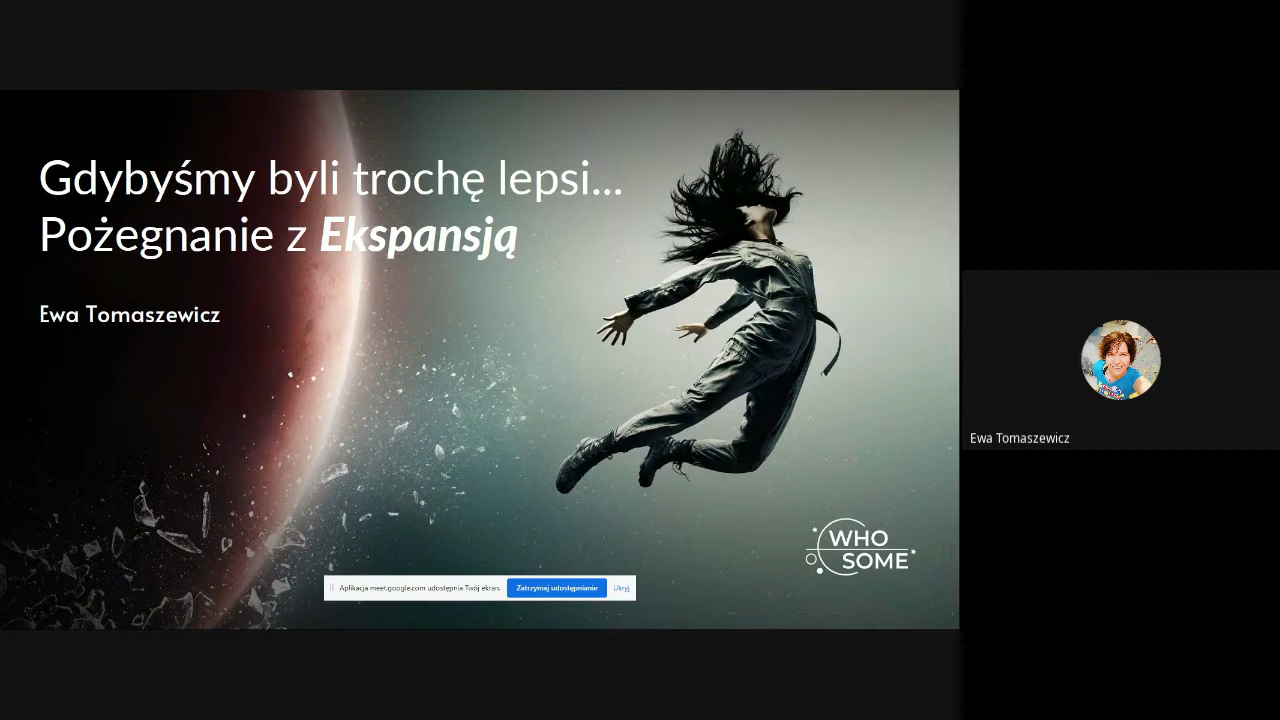 Gdybyśmy byli trochę lepsi...
Pożegnanie z Ekspansją
Ewa Tomaszewicz
WHO
SOME
Aplikacja meet.google.com udostępnia Twój ekran.
Zatrzymaj udostępnianie
Ukryj
Ewa Tomaszewicz